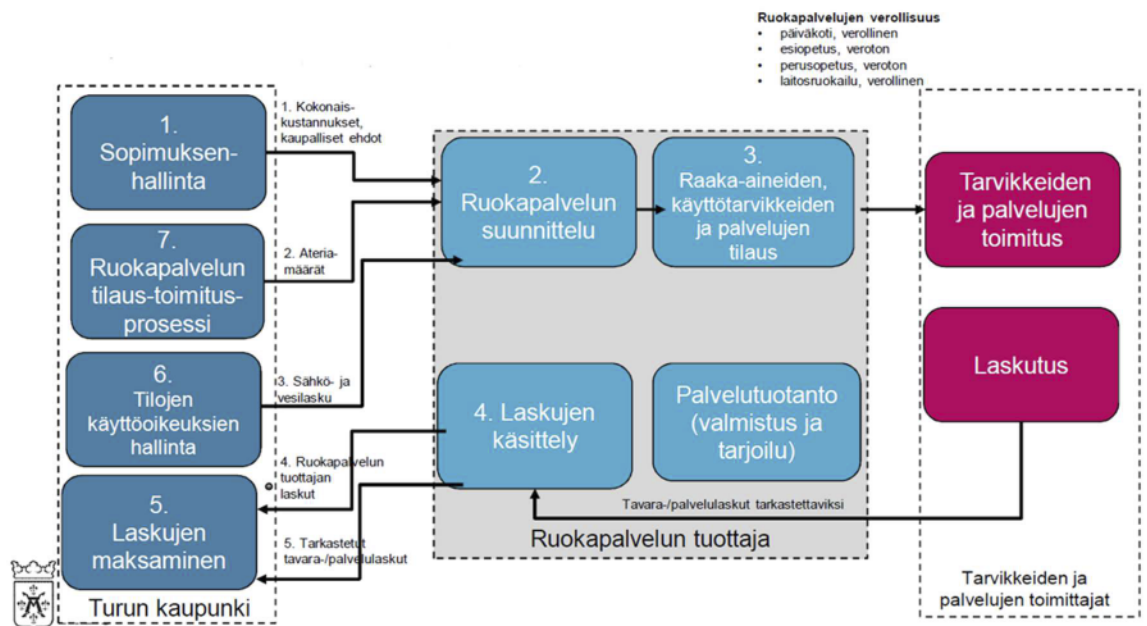 Ruokapalvelujen verollisuus
• päiväkoti, verollinen
• esiopetus, veroton
• perusopetus, veroton
• laitosruokailu, verollinen
1.
Sopimuksen-
hallinta
7.
Ruokapalvelun
tilaus-toimitus-
prosessi
6.
Tilojen
käyttöoikeuksien
hallinta
5.
Laskujen
maksaminen
Turun kaupunki
1. Kokonais-
kustannukset,
kaupalliset ehdot
2. Ateria-
määrät
3. Sähkö- ja
vesilasku
4. Ruokapalvelun
tuottajan
laskut
5. Tarkastetut
tavara-/palvelulaskut
2.
Ruokapalvelun
suunnittelu
3.
Raaka-aineiden,
käyttötarvikkeiden
ja palvelujen
tilaus
4. Laskujen
käsittely
Palvelutuotanto
(valmistus ja
tarjoilu)
Tavara-/palvelulaskut tarkastettaviksi
Ruokapalvelun tuottaja
Tarvikkeiden
ja palvelujen
toimitus
Laskutus
Tarvikkeiden ja
palvelujen toimittajat